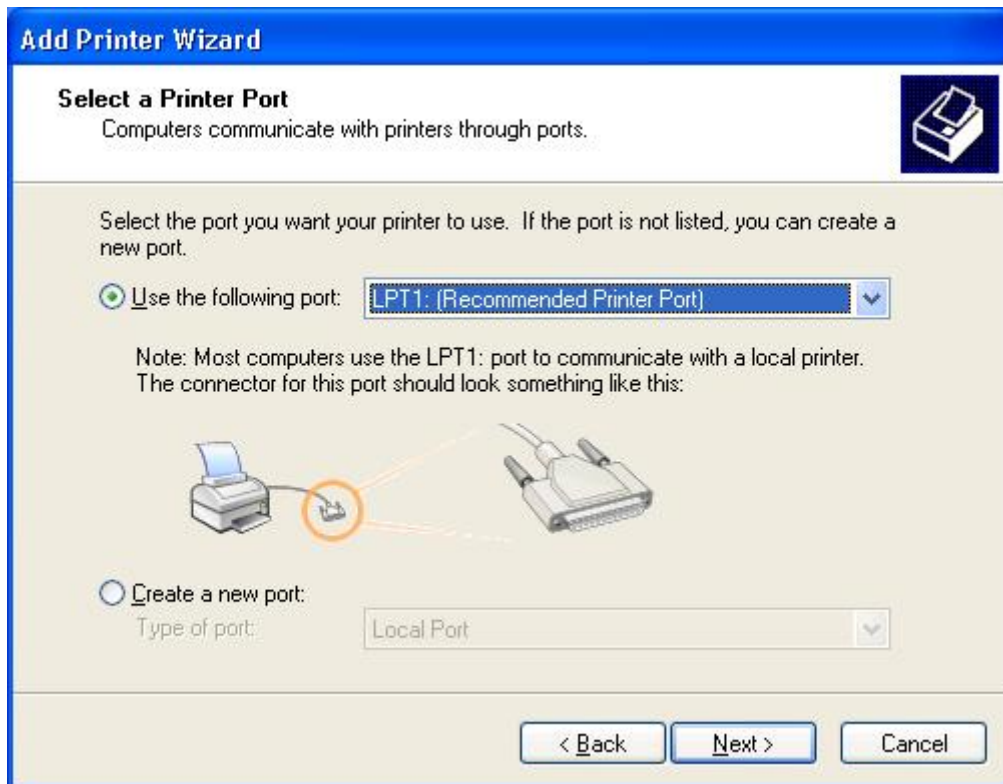 Add Printer Wizard
Select a Printer Port
Computers communicate with printers through ports.
Select the port you want your printer to use.  If the port is not listed, you can create a
new port.
Use the following port: LPT1: (Recommended Printer Port)
Note: Most computers use the LPT1: port to communicate with a local printer.
The connector for this port should look something like this:
Create a new port:
Type of port: Local Port
< Back Next > Cancel